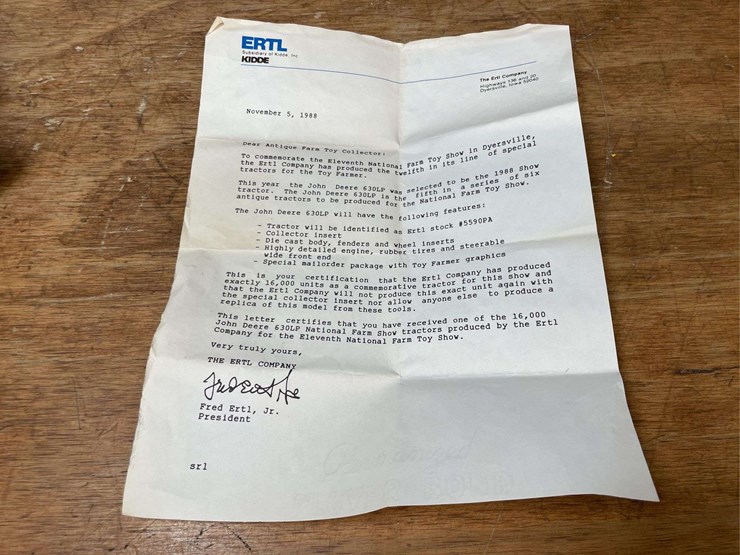 ERTL
Subsidiary of Kidde, Inc.
KIDDE
The Ertl Company
Highways 136 and 20
Dyersville, Iowa 52040
November 5, 1988
Dear Antique Farm Toy Collector:
To commemorate the Eleventh National Farm Toy Show in Dyersville,
the Ertl Company has produced the twelfth in its line of special
tractors for the Toy Farmer.
This year the John Deere 630LP was selected to be the 1988 Show
tractor. The John Deere 630LP is the fifth in a series of six
antique tractors to be produced for the National Farm Toy Show.
The John Deere 630LP will have the following features:
- Tractor will be identified as Ertl stock #5590PA
- Collector insert
- Die cast body, fenders and wheel inserts
- Highly detailed engine, rubber tires and steerable
wide front end
- Special mailorder package with Toy Farmer graphics
This is your certification that the Ertl Company has produced
exactly 16,000 units as a commemorative tractor for this show and
that the Ertl Company will not produce this exact unit again with
the special collector insert nor allow anyone else to produce a
replica of this model from these tools.
This letter certifies that you have received one of the 16,000
John Deere 630LP National Farm Show tractors produced by the Ertl
Company for the Eleventh National Farm Toy Show.
Very truly yours,
THE ERTL COMPANY
Fred Ertl, Jr.
President
srl